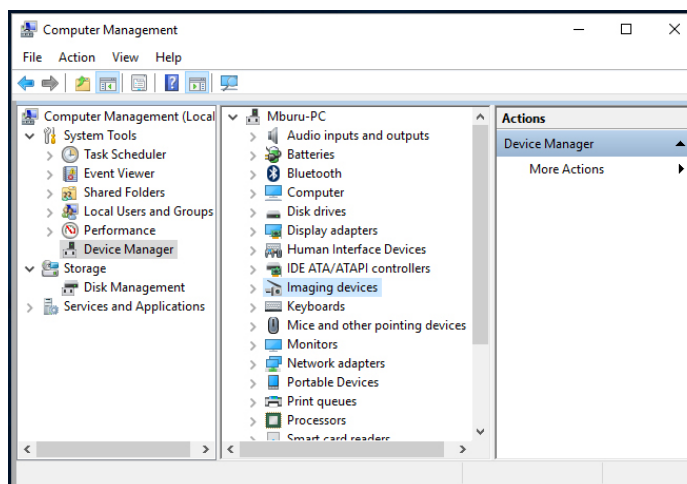 Computer Management
File Action View Help
Computer Management (Local
System Tools
Task Scheduler
Event Viewer
Shared Folders
Local Users and Groups
Performance
Device Manager
Storage
Disk Management
Services and Applications
Mburu-PC
Audio inputs and outputs
Batteries
Bluetooth
Computer
Disk drives
Display adapters
Human Interface Devices
IDE ATA/ATAPI controllers
Imaging devices
Keyboards
Mice and other pointing devices
Monitors
Network adapters
Portable Devices
Print queues
Processors
Smart card readers
Actions
Device Manager
More Actions